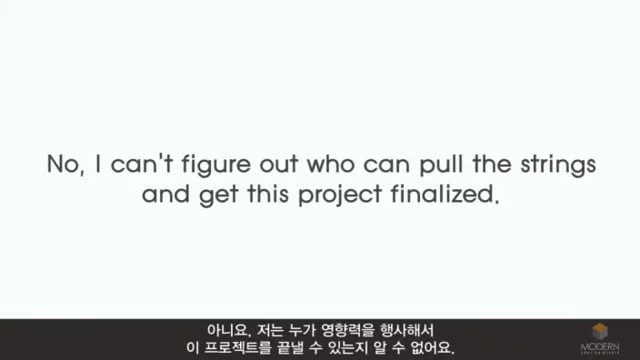 No, I can't figure out who can pull the strings
and get this project finalized.
아니요, 저는 누가 영향력을 행사해서
이 프로젝트를 끝낼 수 있는지 알 수 없어요.
MODERN